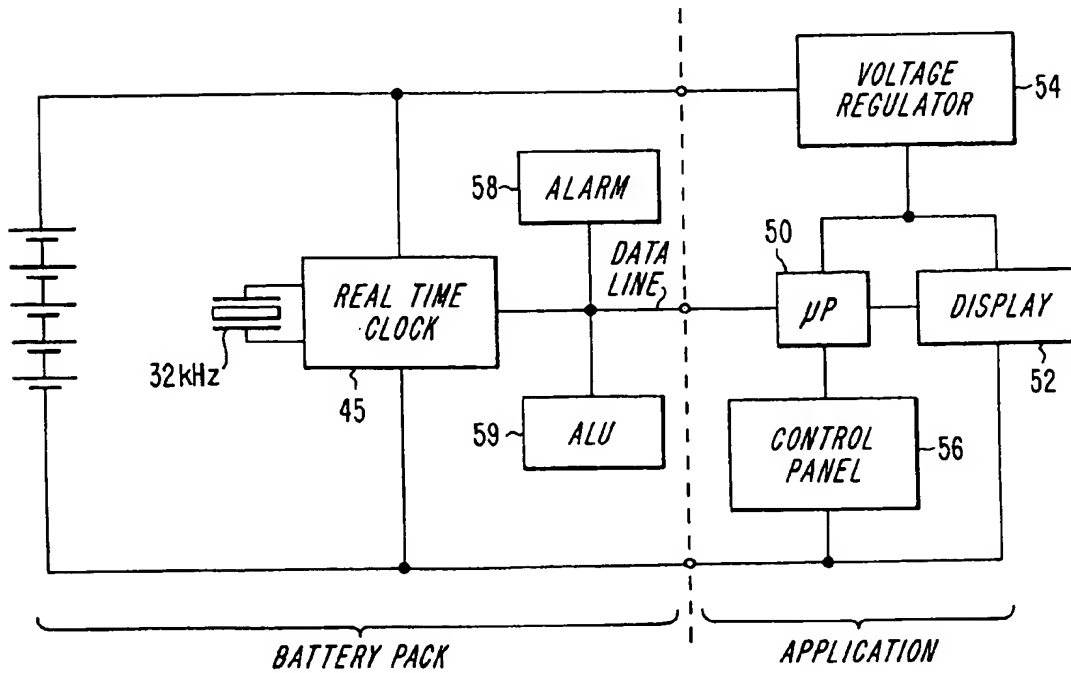 VOLTAGE
REGULATOR
54
58
ALARM
50
DATA
LINE
REAL TIME
CLOCK
µP
DISPLAY
32kHz
45
52
59
ALU
CONTROL
PANEL
56
BATTERY PACK
APPLICATION